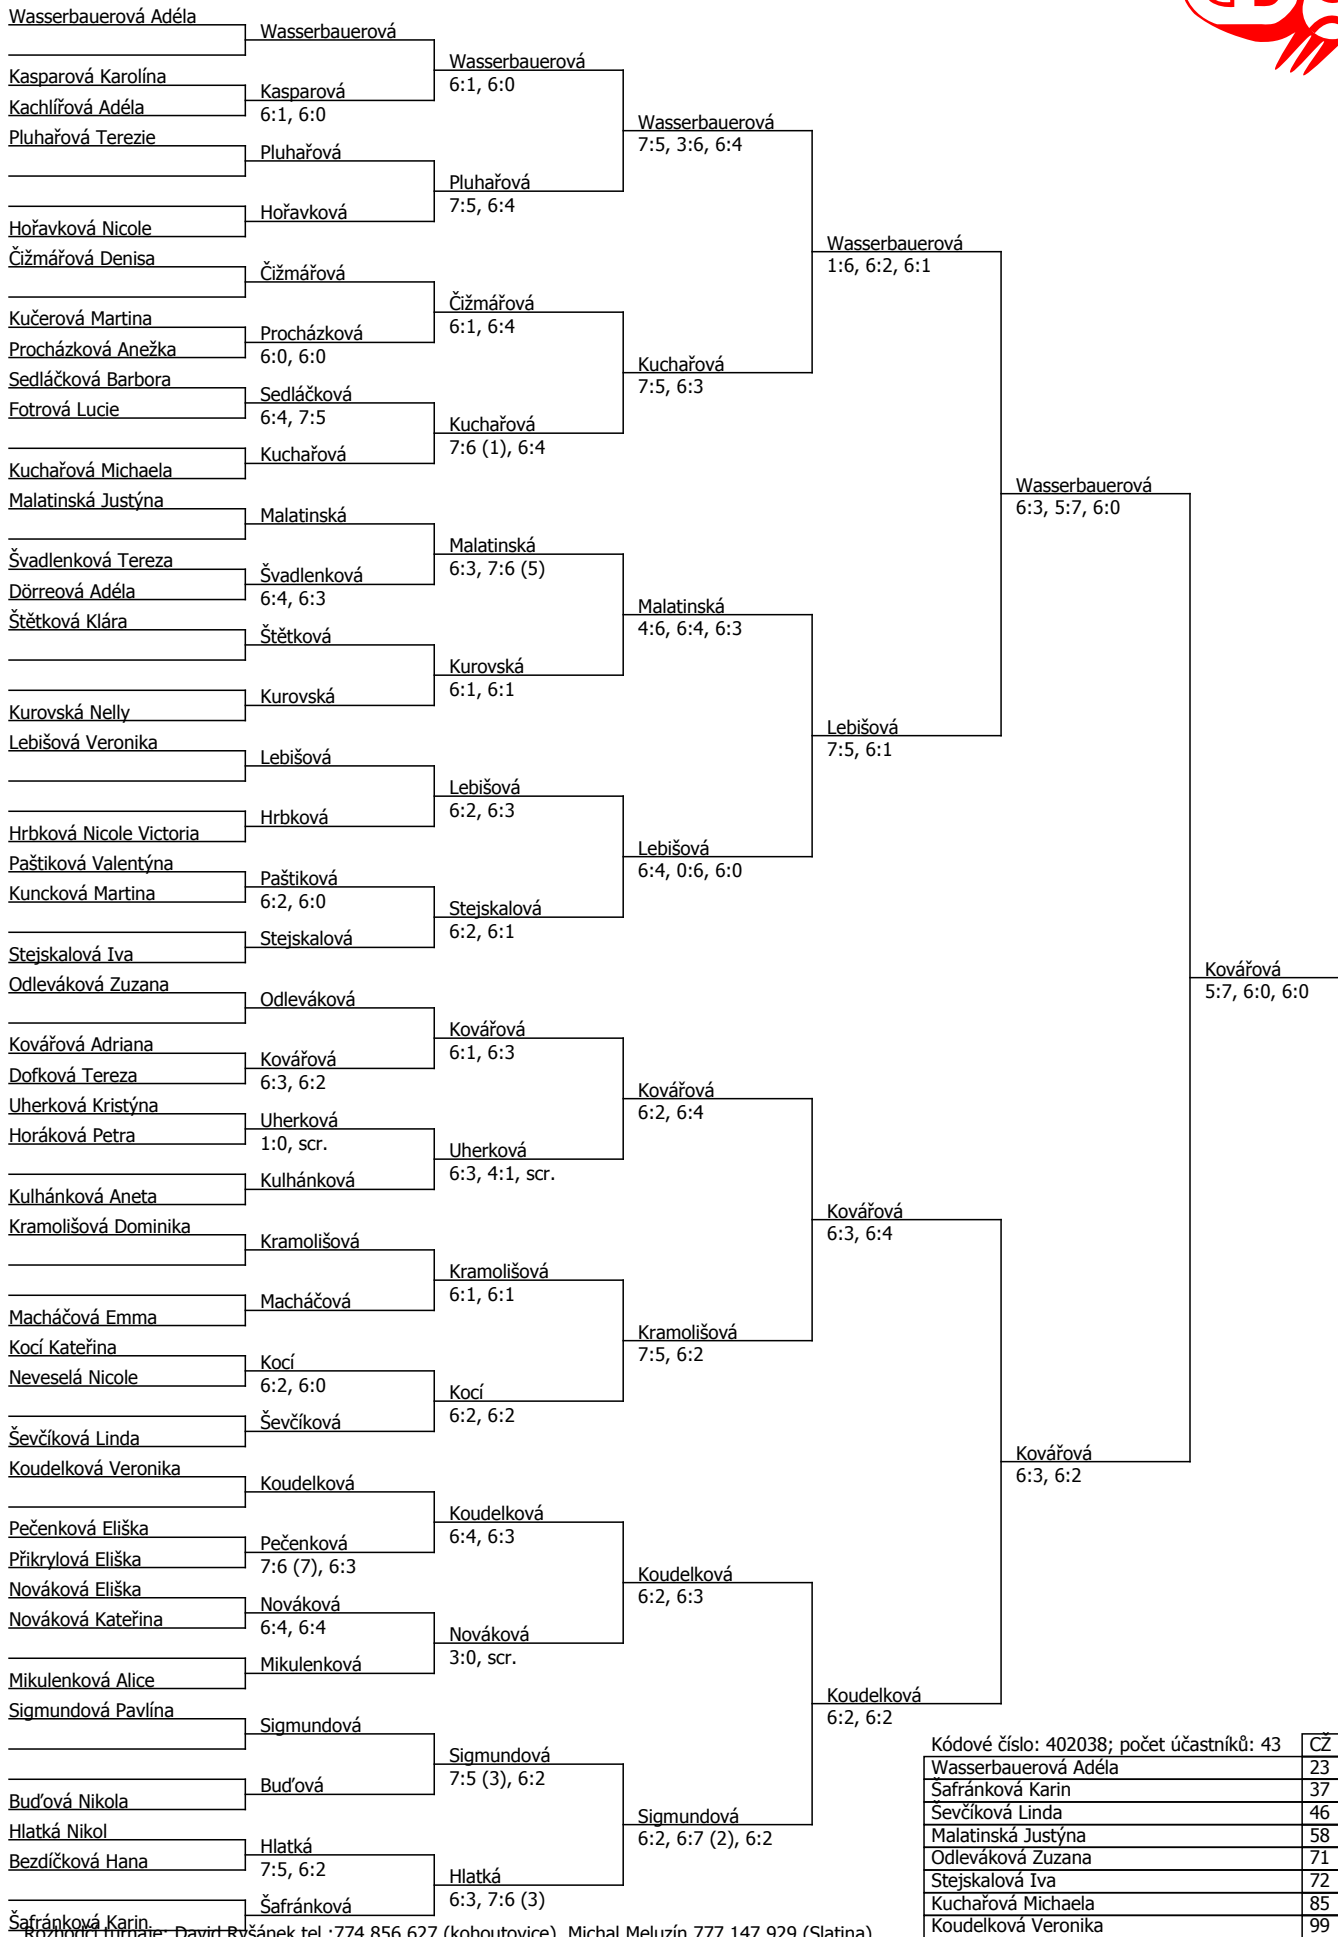 Wasserbauerová Adéla
Kasparová Karolína
Kachlířová Adéla
Pluhařová Terezie
Hořavková Nicole
Čižmářová Denisa
Kučerová Martina
Procházková Anežka
Sedláčková Barbora
Fotrová Lucie
Kuchařová Michaela
Malatinská Justýna
Švadlenková Tereza
Dörreová Adéla
Štětková Klára
Kurovská Nelly
Lebišová Veronika
Hrbková Nicole Victoria
Paštiková Valentýna
Kuncková Martina
Stejskalová Iva
Odleváková Zuzana
Kovářová Adriana
Dofková Tereza
Uherková Kristýna
Horáková Petra
Kulhánková Aneta
Kramolišová Dominika
Macháčová Emma
Kocí Kateřina
Neveselá Nicole
Ševčíková Linda
Koudelková Veronika
Pečenková Eliška
Přikrylová Eliška
Nováková Eliška
Nováková Kateřina
Mikulenková Alice
Sigmundová Pavlína
Buďová Nikola
Hlatká Nikol
Bezdíčková Hana
Šafránková Karin
Wasserbauerová
Kasparová
6:1, 6:0
Pluhařová
Hořavková
Čižmářová
Procházková
6:0, 6:0
Sedláčková
6:4, 7:5
Kuchařová
Malatinská
Švadlenková
6:4, 6:3
Štětková
Kurovská
Lebišová
Hrbková
Paštiková
6:2, 6:0
Stejskalová
Odleváková
Kovářová
6:3, 6:2
Uherková
1:0, scr.
Kulhánková
Kramolišová
Macháčová
Kocí
6:2, 6:0
Ševčíková
Koudelková
Pečenková
7:6 (7), 6:3
Nováková
6:4, 6:4
Mikulenková
Sigmundová
Buďová
Hlatká
7:5, 6:2
Šafránková
Wasserbauerová
6:1, 6:0
Pluhařová
7:5, 6:4
Čižmářová
6:1, 6:4
Kuchařová
7:6 (1), 6:4
Malatinská
6:3, 7:6 (5)
Kurovská
6:1, 6:1
Lebišová
6:2, 6:3
Stejskalová
6:2, 6:1
Kovářová
6:1, 6:3
Uherková
6:3, 4:1, scr.
Kramolišová
6:1, 6:1
Kocí
6:2, 6:2
Koudelková
6:4, 6:3
Nováková
3:0, scr.
Sigmundová
7:5 (3), 6:2
Hlatká
6:3, 7:6 (3)
Wasserbauerová
7:5, 3:6, 6:4
Kuchařová
7:5, 6:3
Malatinská
4:6, 6:4, 6:3
Lebišová
6:4, 0:6, 6:0
Kovářová
6:2, 6:4
Kramolišová
7:5, 6:2
Koudelková
6:2, 6:3
Sigmundová
6:2, 6:7 (2), 6:2
Wasserbauerová
1:6, 6:2, 6:1
Lebišová
7:5, 6:1
Kovářová
6:3, 6:4
Koudelková
6:2, 6:2
Wasserbauerová
6:3, 5:7, 6:0
Kovářová
6:3, 6:2
Kovářová
5:7, 6:0, 6:0
Kódové číslo: 402038; počet účastníků: 43 CŽ
Wasserbauerová Adéla 23
Šafránková Karin 37
Ševčíková Linda 46
Malatinská Justýna 58
Odleváková Zuzana 71
Stejskalová Iva 72
Kuchařová Michaela 85
Koudelková Veronika 99
Rozhodčí turnaje: David Ryšánek tel.:774 856 627 (kohoutovice), Michal Meluzín 777 147 929 (Slatina)